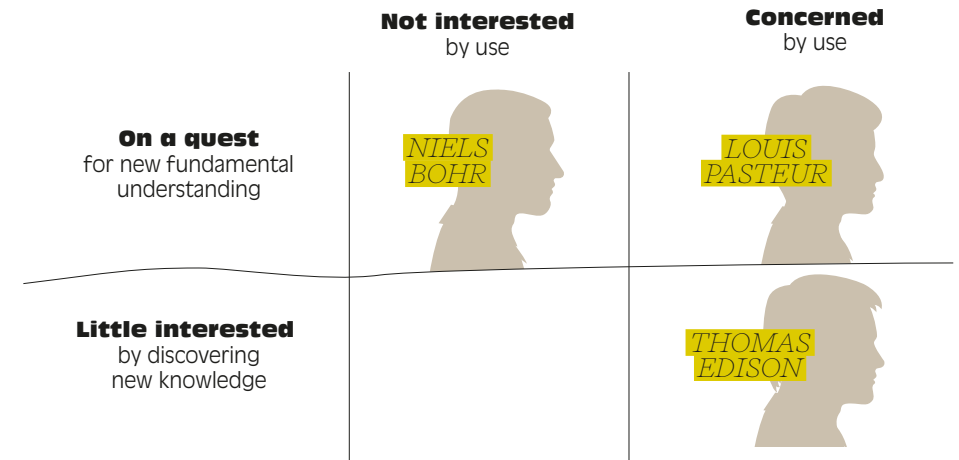 Not interested
by use
Concerned
by use
On a quest
for new fundamental
understanding
NIELS
BOHR
LOUIS
PASTEUR
Little interested
by discovering
new knowledge
THOMAS
EDISON